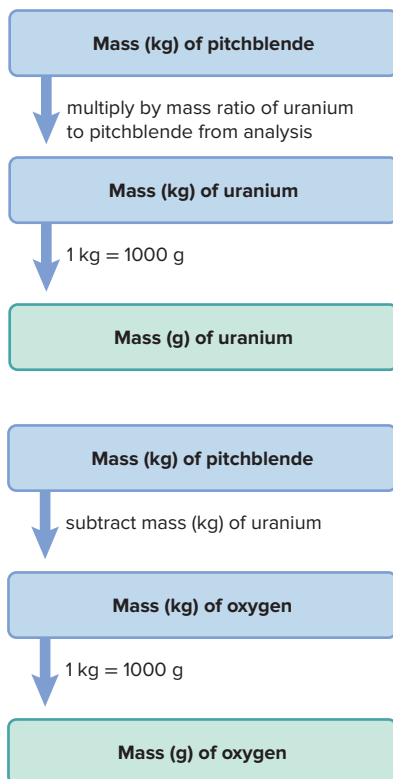 Mass (kg) of pitchblende
multiply by mass ratio of uranium
to pitchblende from analysis
Mass (kg) of uranium
1 kg = 1000 g
Mass (g) of uranium
Mass (kg) of pitchblende
subtract mass (kg) of uranium
Mass (kg) of oxygen
1 kg = 1000 g
Mass (g) of oxygen